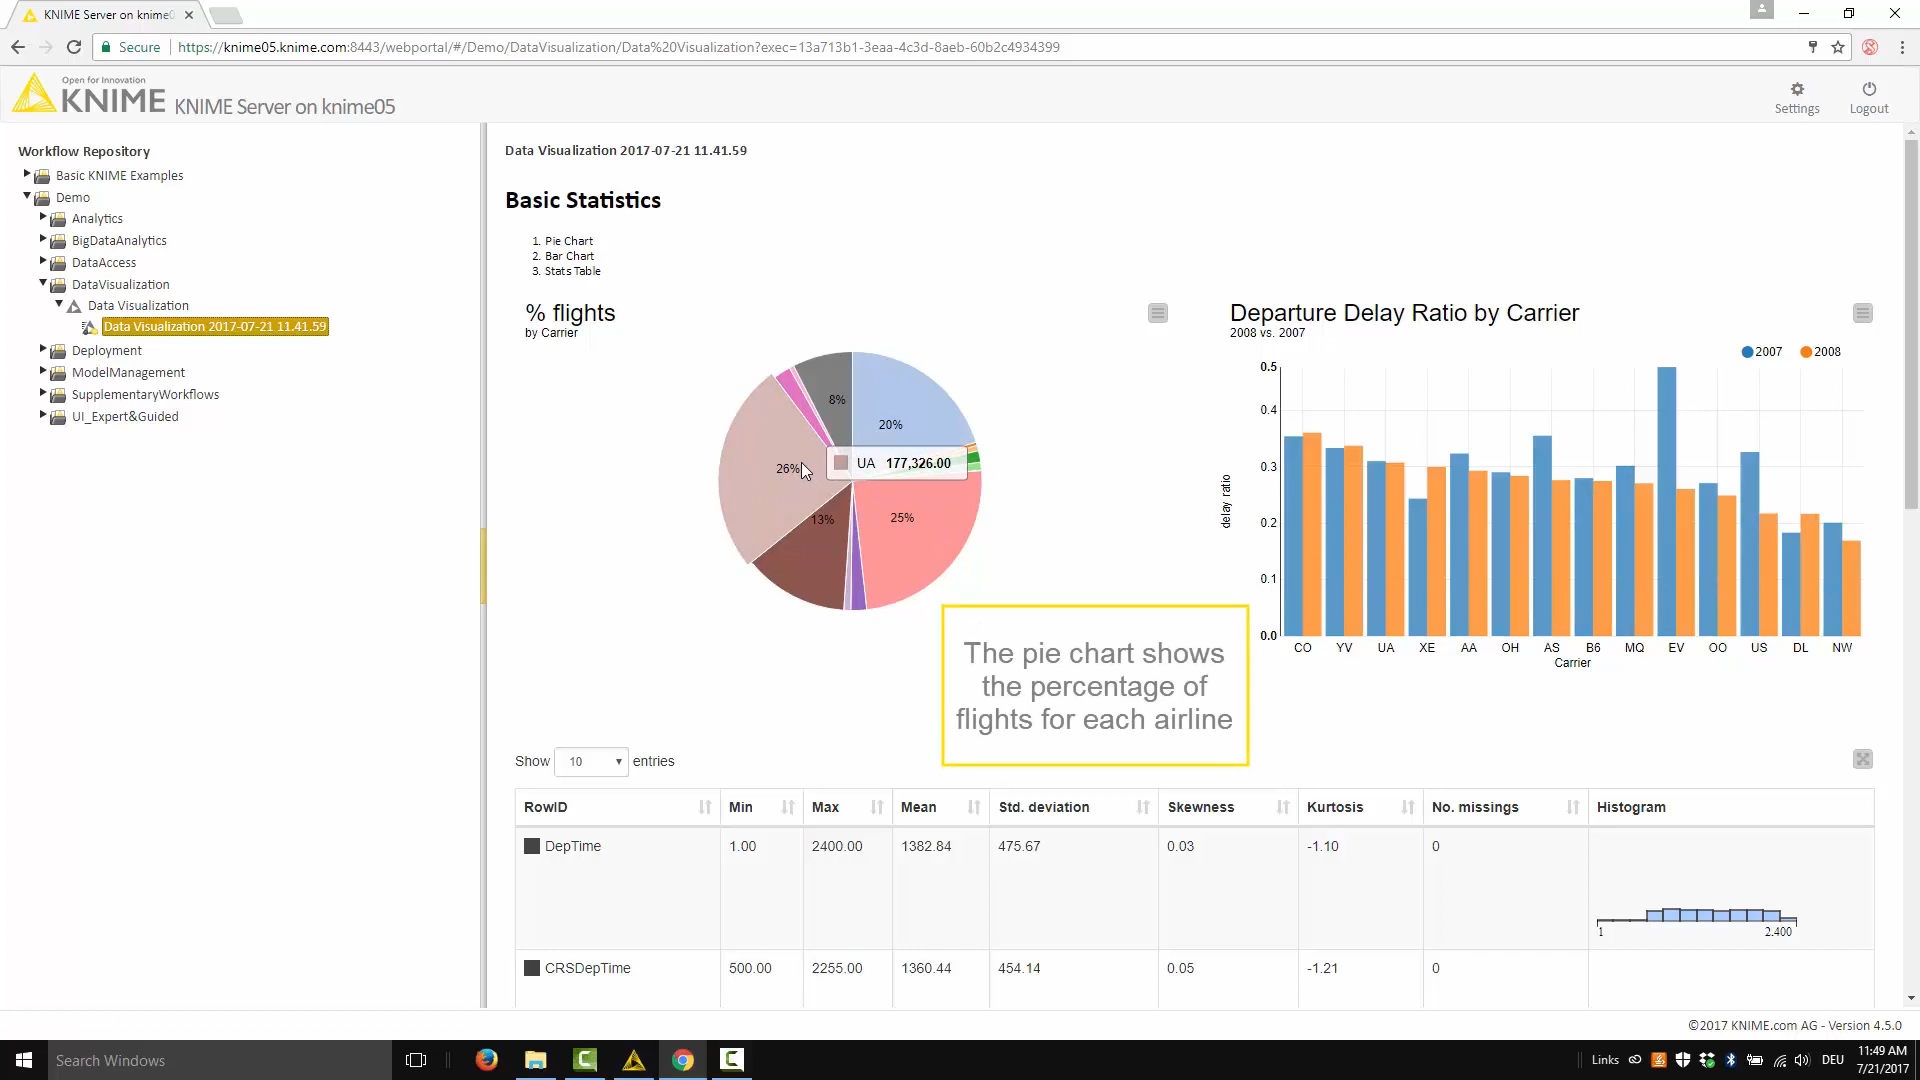 KNIME Server on knime0
Secure
https://knime05.knime.com:8443/webportal/#/Demo/DataVisualization/Data%20Visualization?exec=13a713b1-3eaa-4c3d-8aeb-60b2c4934399
Open for Innovation
KNIME
KNIME Server on knime05
Settings
Logout
Workflow Repository
Basic KNIME Examples
Demo
Analytics
BigDataAnalytics
DataAccess
DataVisualization
Data Visualization
Data Visualization 2017-07-21 11.41.59
Deployment
ModelManagement
SupplementaryWorkflows
UI_Expert&Guided
Data Visualization 2017-07-21 11.41.59
Basic Statistics
1. Pie Chart
2. Bar Chart
3. Stats Table
% flights
by Carrier
8%
20%
26%
UA 177,326.00
13%
25%
The pie chart shows
the percentage of
flights for each airline
Departure Delay Ratio by Carrier
2008 vs. 2007
2007 2008
0.5
0.4
0.3
0.2
0.1
0.0
delay ratio
CO YV UA XE AA OH AS B6 MQ EV OO US DL NW
Carrier
Show 10 entries
RowID Min Max Mean Std. deviation Skewness Kurtosis No. missings Histogram
DepTime 1.00 2400.00 1382.84 475.67 0.03 -1.10 0
1 2.400
CRSDepTime 500.00 2255.00 1360.44 454.14 0.05 -1.21 0
©2017 KNIME.com AG - Version 4.5.0
Search Windows
Links
DEU
11:49 AM
7/21/2017